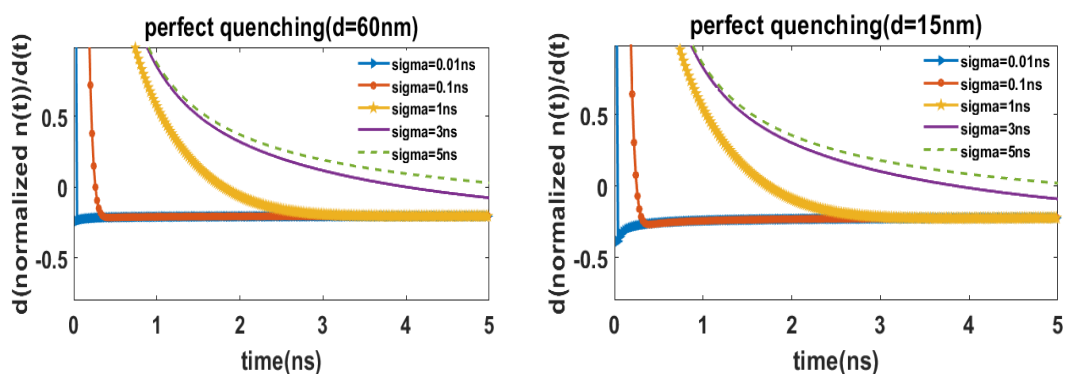 perfect quenching(d=60nm)
d(normalized n(t))/d(t)
0.5
0
-0.5
sigma=0.01ns
sigma=0.1ns
sigma=1ns
sigma=3ns
sigma=5ns
0 1 2 3 4 5
time(ns)
perfect quenching(d=15nm)
d(normalized n(t))/d(t)
0.5
0
-0.5
sigma=0.01ns
sigma=0.1ns
sigma=1ns
sigma=3ns
sigma=5ns
0 1 2 3 4 5
time(ns)